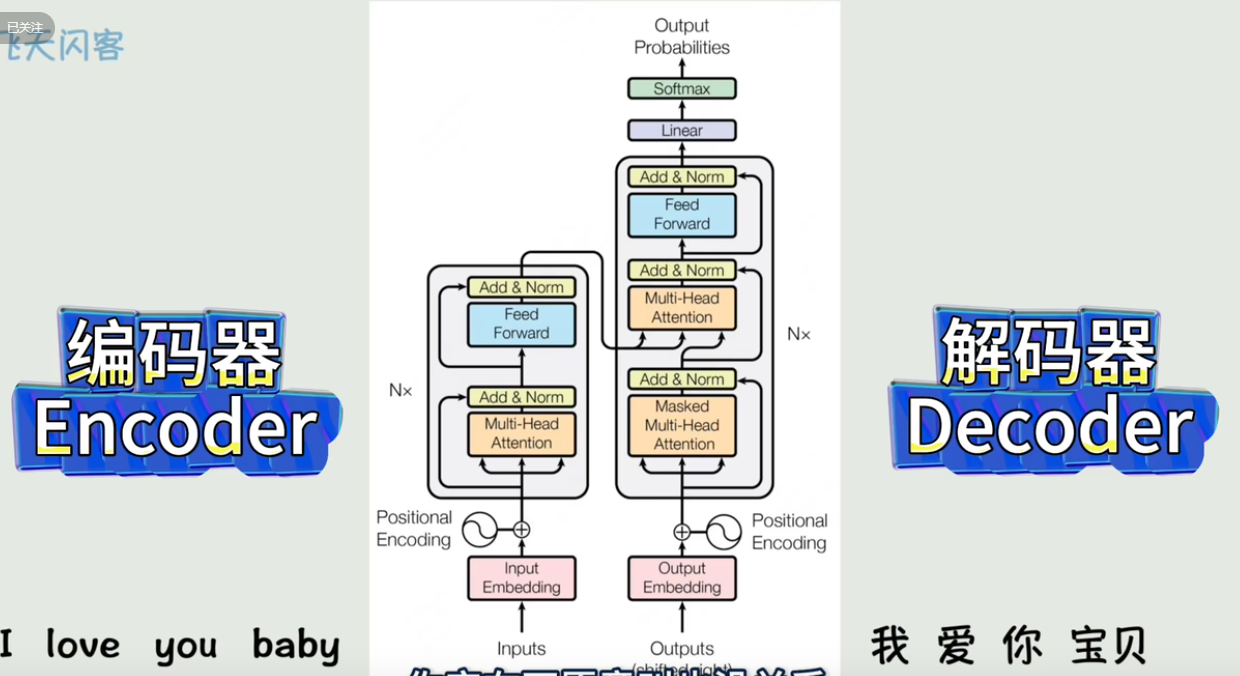 已关注
飞天闪客
Output
Probabilities
Softmax
Linear
Add & Norm
Feed
Forward
Add & Norm
Multi-Head
Attention
Nx
Add & Norm
Masked
Multi-Head
Attention
Add & Norm
Feed
Forward
Nx
Add & Norm
Multi-Head
Attention
编码器
Encoder
解码器
Decoder
Positional
Encoding
Positional
Encoding
Input
Embedding
Output
Embedding
Inputs
Outputs
(shifted right)
I love you baby
我 爱 你 宝贝